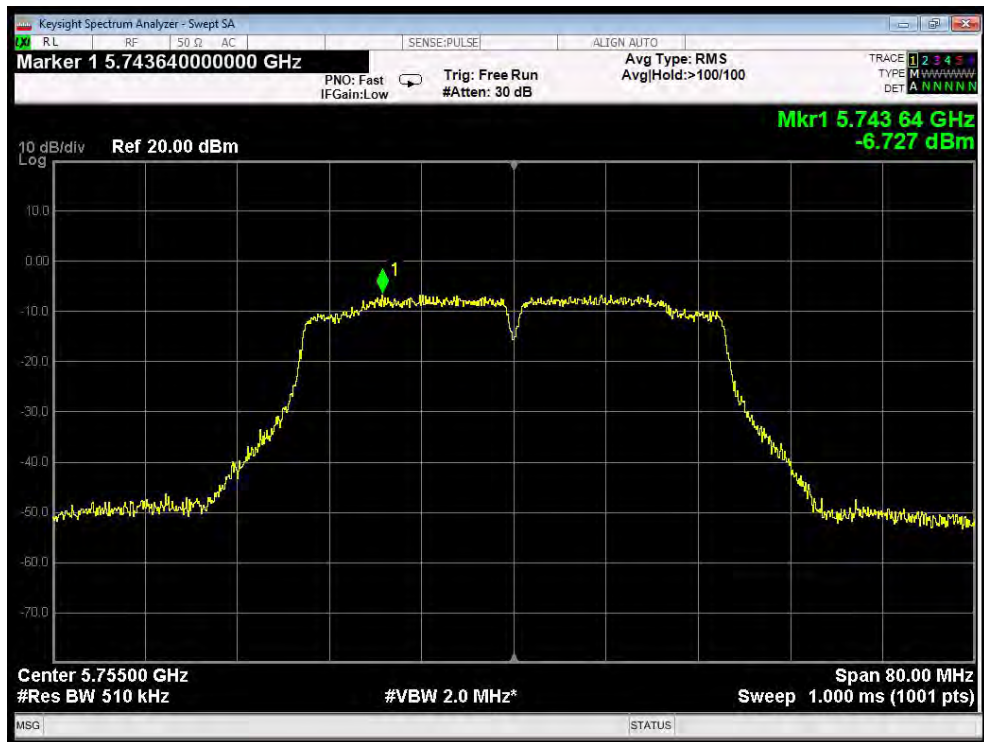 Keysight Spectrum Analyzer - Swept SA
LXI RL RF 50 Ω AC SENSE:PULSE ALIGN AUTO
Marker 1 5.743640000000 GHz
PNO: Fast Trig: Free Run Avg Type: RMS TRACE 1 2 3 4 5
IFGain:Low #Atten: 30 dB Avg|Hold:>100/100 TYPE M WWWWW
DET A N N N N N
Mkr1 5.743 64 GHz
-6.727 dBm
10 dB/div Ref 20.00 dBm
Log
10.0
0.00
1
-10.0
-20.0
-30.0
-40.0
-50.0
-60.0
-70.0
Center 5.75500 GHz Span 80.00 MHz
#Res BW 510 kHz #VBW 2.0 MHz* Sweep 1.000 ms (1001 pts)
MSG STATUS